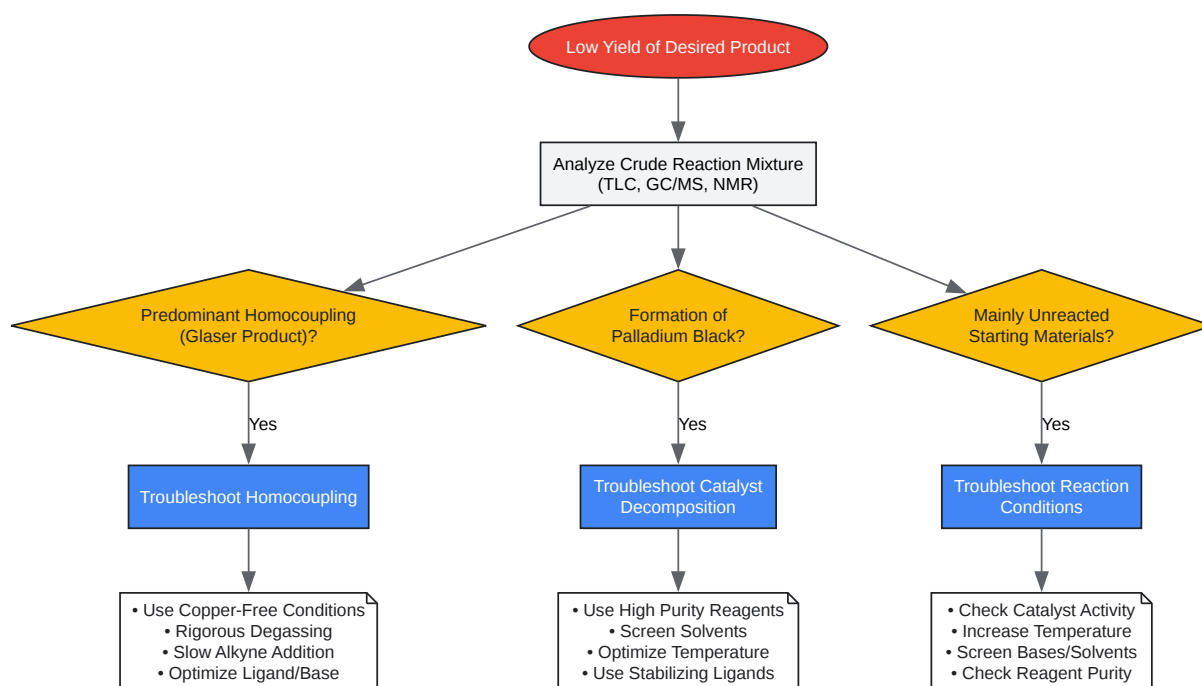 Low Yield of Desired Product
Analyze Crude Reaction Mixture
(TLC, GC/MS, NMR)
Predominant Homocoupling
(Glaser Product)?
Formation of
Palladium Black?
Mainly Unreacted
Starting Materials?
Yes
Yes
Yes
Troubleshoot Homocoupling
Troubleshoot Catalyst
Decomposition
Troubleshoot Reaction
Conditions
• Use Copper-Free Conditions
• Rigorous Degassing
• Slow Alkyne Addition
• Optimize Ligand/Base
• Use High Purity Reagents
• Screen Solvents
• Optimize Temperature
• Use Stabilizing Ligands
• Check Catalyst Activity
• Increase Temperature
• Screen Bases/Solvents
• Check Reagent Purity